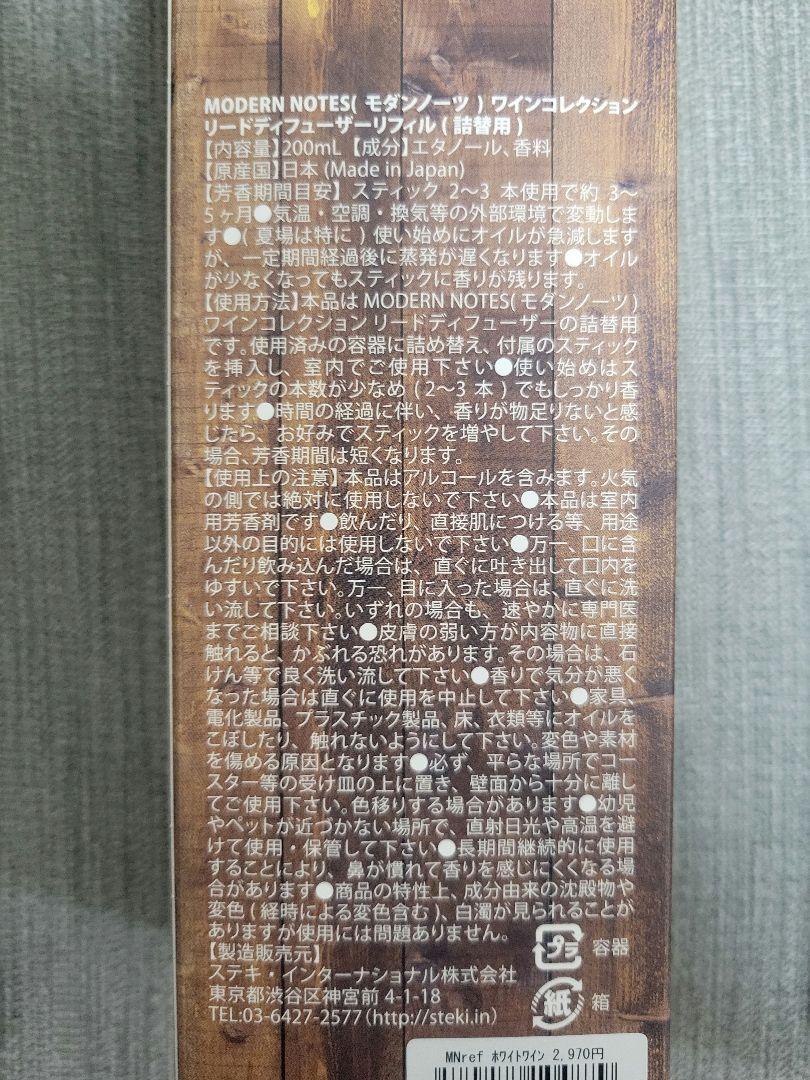 MODERN NOTES( モダンノーツ ) ワインコレクション
リードディフューザーリフィル ( 詰替用 )
【内容量】200mL 【成分】エタノール、香料
【原産国】日本 (Made in Japan)
【芳香期間目安】 スティック 2〜3 本使用で約 3〜
5ヶ月●気温・空調・換気等の外部環境で変動しま
す●( 夏場は特に ) 使い始めにオイルが急減します
が、一定期間経過後に蒸発が遅くなります●オイル
が少なくなってもスティックに香りが残ります。
【使用方法】本品は MODERN NOTES( モダンノーツ)
ワインコレクション リードディフューザーの詰替用
です。使用済みの容器に詰め替え、付属のスティック
を挿入し、室内でご使用下さい●使い始めはス
ティックの本数が少なめ ( 2〜3 本 ) でもしっかり香
ります●時間の経過に伴い、香りが物足りないと感
じたら、お好みでスティックを増やして下さい。その
場合、芳香期間は短くなります。
【使用上の注意】本品はアルコールを含みます。火気
の側では絶対に使用しないで下さい●本品は室内
用芳香剤です●飲んだり、直接肌につける等、用途
以外の目的には使用しないで下さい●万一、口に含
んだり飲み込んだ場合は、直ぐに吐き出して口内を
ゆすいで下さい。万一、目に入った場合は、直ぐに洗
い流して下さい。いずれの場合も、速やかに専門医
までご相談下さい●皮膚の弱い方が内容物に直接
触れると、かぶれる恐れがあります。その場合は、石
けん等で良く洗い流して下さい●香りで気分が悪く
なった場合は直ぐに使用を中止して下さい●家具、
電化製品、プラスチック製品、床、衣類等にオイルを
こぼしたり、触れないようにして下さい。変色や素材
を傷める原因となります●必ず、平らな場所でコー
スター等の受け皿の上に置き、壁面から十分に離し
てご使用下さい。色移りする場合があります●幼児
やペットが近づかない場所で、直射日光や高温を避
けて使用・保管して下さい●長期間継続的に使用
することにより、鼻が慣れて香りを感じにくくなる場
合があります●商品の特性上、成分由来の沈殿物や
変色 ( 経時による変色含む )、白濁が見られることが
ありますが使用には問題ありません。
【製造販売元】
ステキ・インターナショナル株式会社
東京都渋谷区神宮前 4-1-18
TEL:03-6427-2577（http://steki.in）
プラ 容器
紙 箱
MNref ホワイトワイン 2,970円